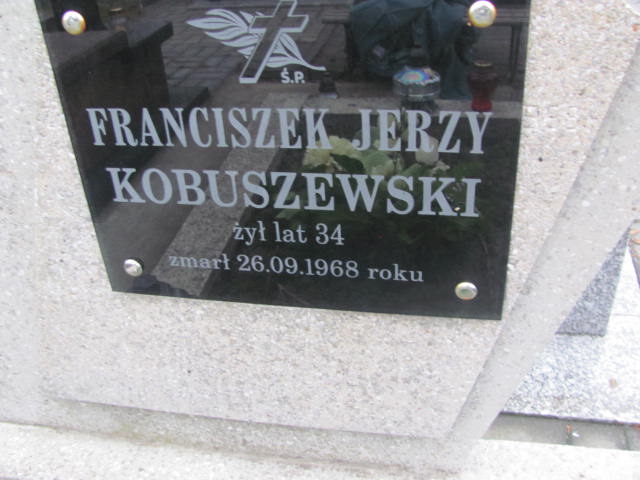 Ś.P.
FRANCISZEK JERZY
KOBUSZEWSKI
żył lat 34
zmarł 26.09.1968 roku